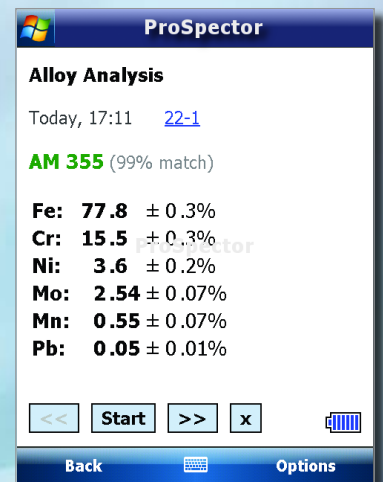 ProSpector
Alloy Analysis
Today, 17:11 22-1
AM 355 (99% match)
Fe: 77.8 ± 0.3%
Cr: 15.5 ± 0.3%
ProSpector
Ni: 3.6 ± 0.2%
Mo: 2.54 ± 0.07%
Mn: 0.55 ± 0.07%
Pb: 0.05 ± 0.01%
<< Start >> x
Back Options